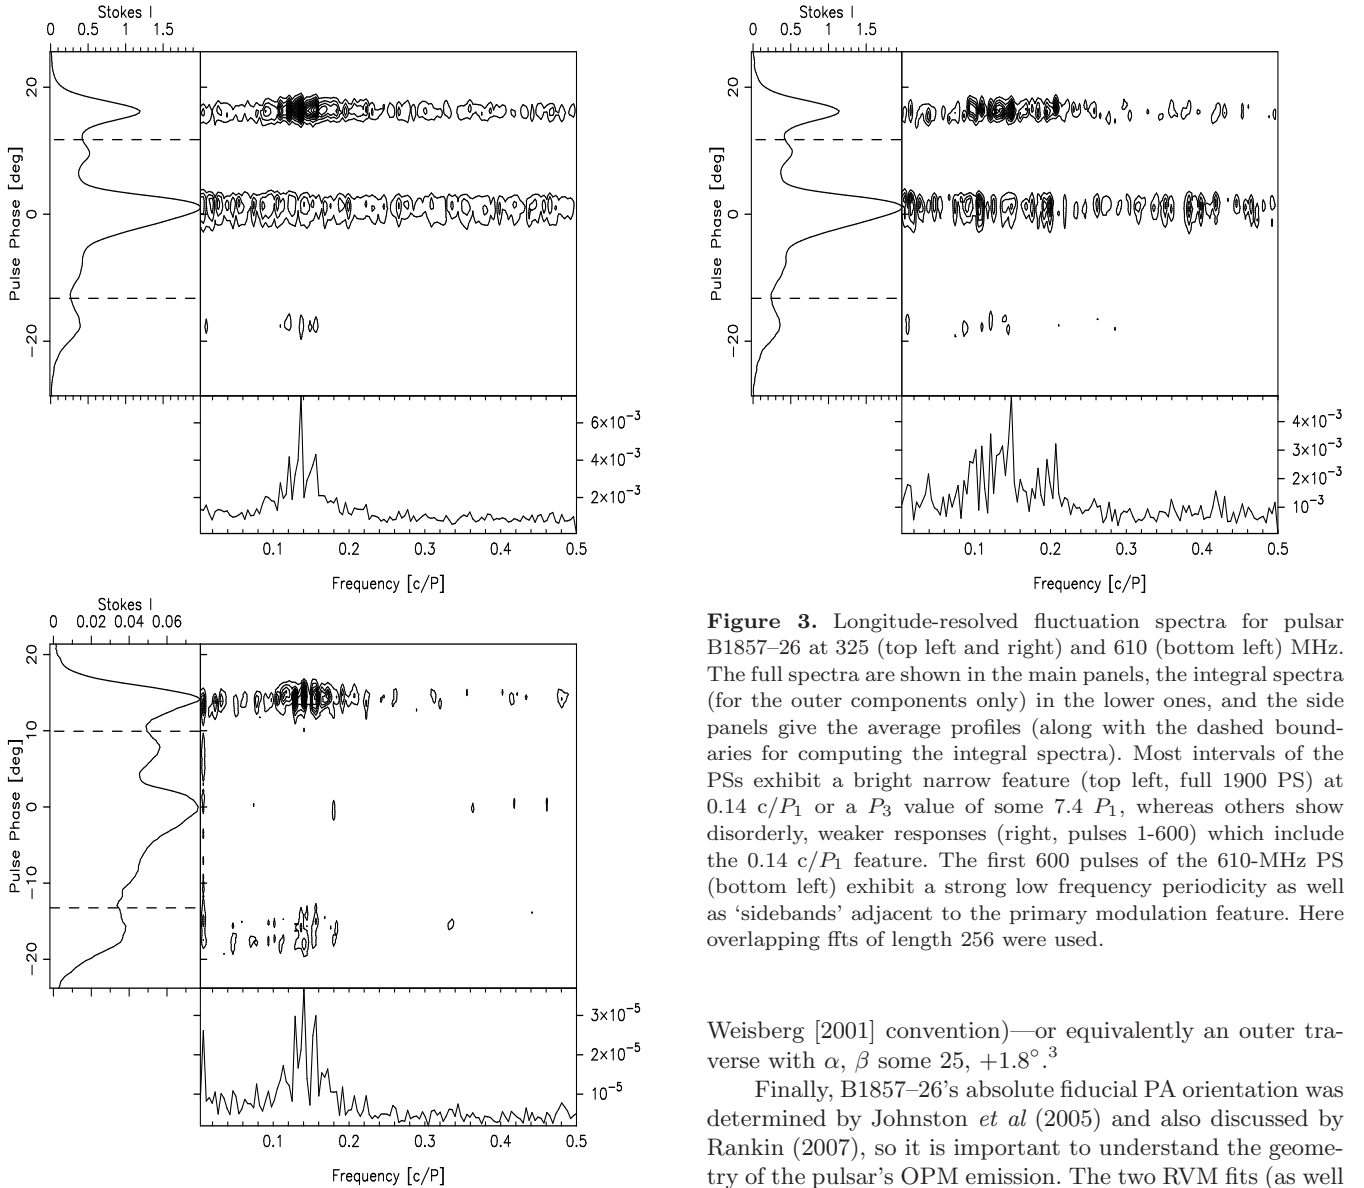 Stokes I
0 0.5 1 1.5
Pulse Phase [deg]
20
0
−20
6×10⁻³
4×10⁻³
2×10⁻³
0.1 0.2 0.3 0.4 0.5
Frequency [c/P]
Stokes I
0 0.5 1 1.5
Pulse Phase [deg]
20
0
−20
4×10⁻³
3×10⁻³
2×10⁻³
10⁻³
0.1 0.2 0.3 0.4 0.5
Frequency [c/P]
Stokes I
0 0.02 0.04 0.06
Pulse Phase [deg]
20
10
0
−10
−20
3×10⁻⁵
2×10⁻⁵
10⁻⁵
0.1 0.2 0.3 0.4 0.5
Frequency [c/P]
Figure 3. Longitude-resolved fluctuation spectra for pulsar
B1857–26 at 325 (top left and right) and 610 (bottom left) MHz.
The full spectra are shown in the main panels, the integral spectra
(for the outer components only) in the lower ones, and the side
panels give the average profiles (along with the dashed bound-
aries for computing the integral spectra). Most intervals of the
PSs exhibit a bright narrow feature (top left, full 1900 PS) at
0.14 c/P₁ or a P₃ value of some 7.4 P₁, whereas others show
disorderly, weaker responses (right, pulses 1-600) which include
the 0.14 c/P₁ feature. The first 600 pulses of the 610-MHz PS
(bottom left) exhibit a strong low frequency periodicity as well
as ‘sidebands’ adjacent to the primary modulation feature. Here
overlapping ffts of length 256 were used.
Weisberg [2001] convention)—or equivalently an outer tra-
verse with α, β some 25, +1.8°.³
Finally, B1857–26’s absolute fiducial PA orientation was
determined by Johnston et al (2005) and also discussed by
Rankin (2007), so it is important to understand the geome-
try of the pulsar’s OPM emission. The two RVM fits (as well